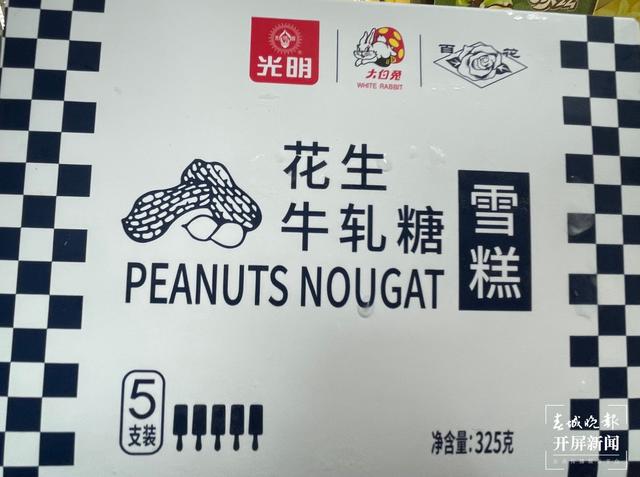 光明
大白兔
WHITE RABBIT
百花
花生
牛轧糖
雪糕
PEANUTS NOUGAT
5
支装
净含量:325克
春城晚报
开屏新闻